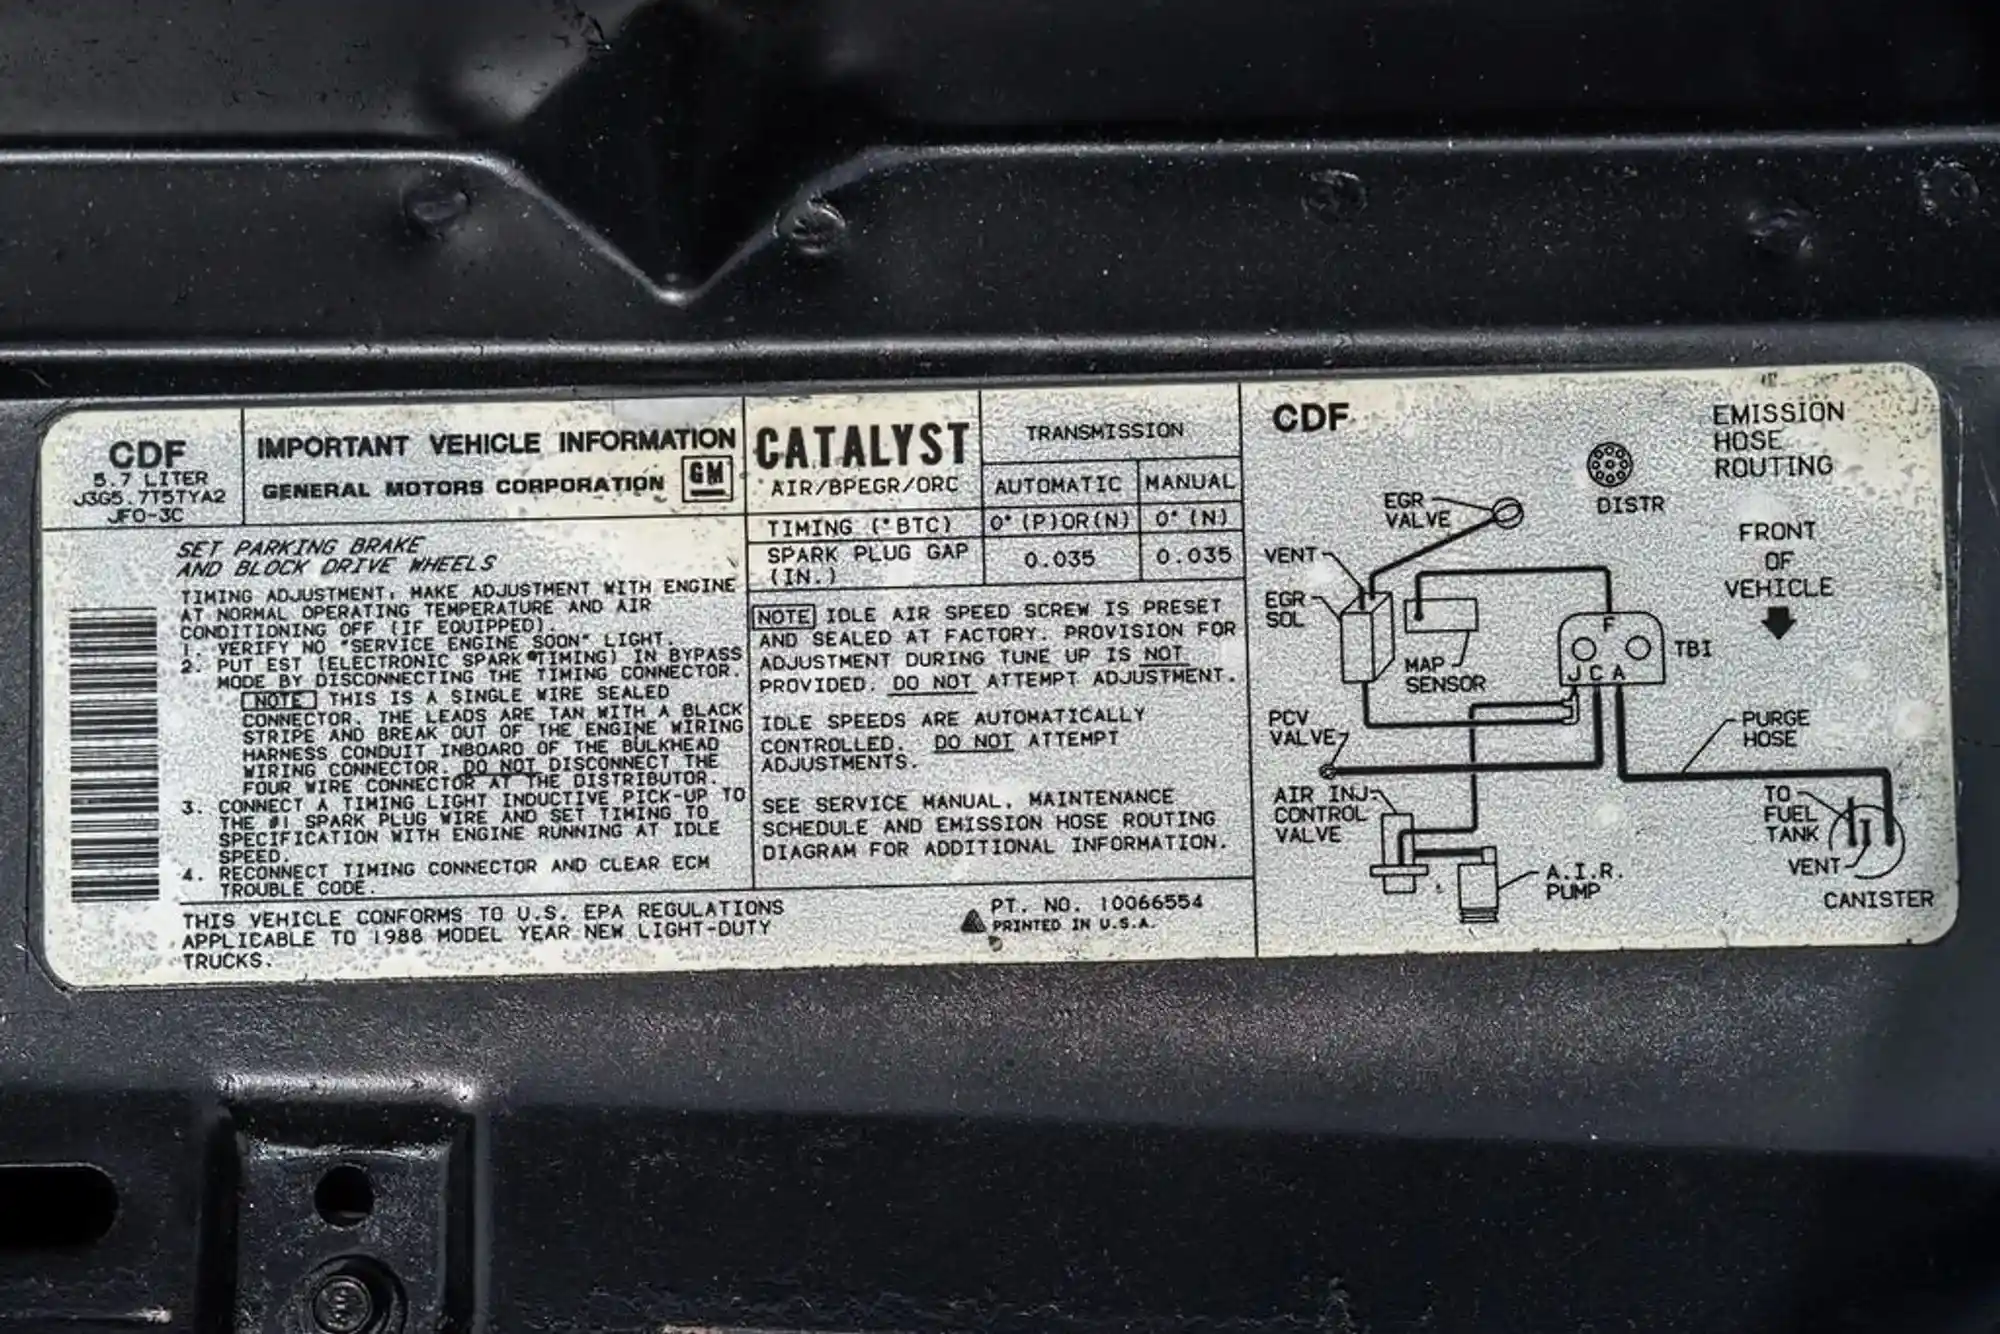 CDF
5.7 LITER
J3G5.7T5TYA2
JFO-3C
IMPORTANT VEHICLE INFORMATION
GENERAL MOTORS CORPORATION GM
SET PARKING BRAKE
AND BLOCK DRIVE WHEELS
TIMING ADJUSTMENT, MAKE ADJUSTMENT WITH ENGINE
AT NORMAL OPERATING TEMPERATURE AND AIR
CONDITIONING OFF (IF EQUIPPED).
1. VERIFY NO "SERVICE ENGINE SOON" LIGHT.
2. PUT EST (ELECTRONIC SPARK TIMING) IN BYPASS
MODE BY DISCONNECTING THE TIMING CONNECTOR.
NOTE THIS IS A SINGLE WIRE SEALED
CONNECTOR. THE LEADS ARE TAN WITH A BLACK
STRIPE AND BREAK OUT OF THE ENGINE WIRING
HARNESS CONDUIT INBOARD OF THE BULKHEAD
WIRING CONNECTOR. DO NOT DISCONNECT THE
FOUR WIRE CONNECTOR AT THE DISTRIBUTOR.
3. CONNECT A TIMING LIGHT INDUCTIVE PICK-UP TO
THE #1 SPARK PLUG WIRE AND SET TIMING TO
SPECIFICATION WITH ENGINE RUNNING AT IDLE
SPEED.
4. RECONNECT TIMING CONNECTOR AND CLEAR ECM
TROUBLE CODE.
THIS VEHICLE CONFORMS TO U.S. EPA REGULATIONS
APPLICABLE TO 1988 MODEL YEAR NEW LIGHT-DUTY
TRUCKS.
CATALYST
AIR/BPEGR/ORC
TRANSMISSION
AUTOMATIC MANUAL
TIMING (°BTC) 0° (P)OR(N) 0° (N)
SPARK PLUG GAP
(IN.) 0.035 0.035
NOTE IDLE AIR SPEED SCREW IS PRESET
AND SEALED AT FACTORY. PROVISION FOR
ADJUSTMENT DURING TUNE UP IS NOT
PROVIDED. DO NOT ATTEMPT ADJUSTMENT.
IDLE SPEEDS ARE AUTOMATICALLY
CONTROLLED. DO NOT ATTEMPT
ADJUSTMENTS.
SEE SERVICE MANUAL, MAINTENANCE
SCHEDULE AND EMISSION HOSE ROUTING
DIAGRAM FOR ADDITIONAL INFORMATION.
PT. NO. 10066554
PRINTED IN U.S.A.
CDF
EMISSION
HOSE
ROUTING
DISTR
FRONT
OF
VEHICLE
EGR
VALVE
VENT
EGR
SOL
MAP
SENSOR
F
J C A
TBI
PCV
VALVE
PURGE
HOSE
AIR INJ
CONTROL
VALVE
A.I.R.
PUMP
TO
FUEL
TANK
VENT
CANISTER